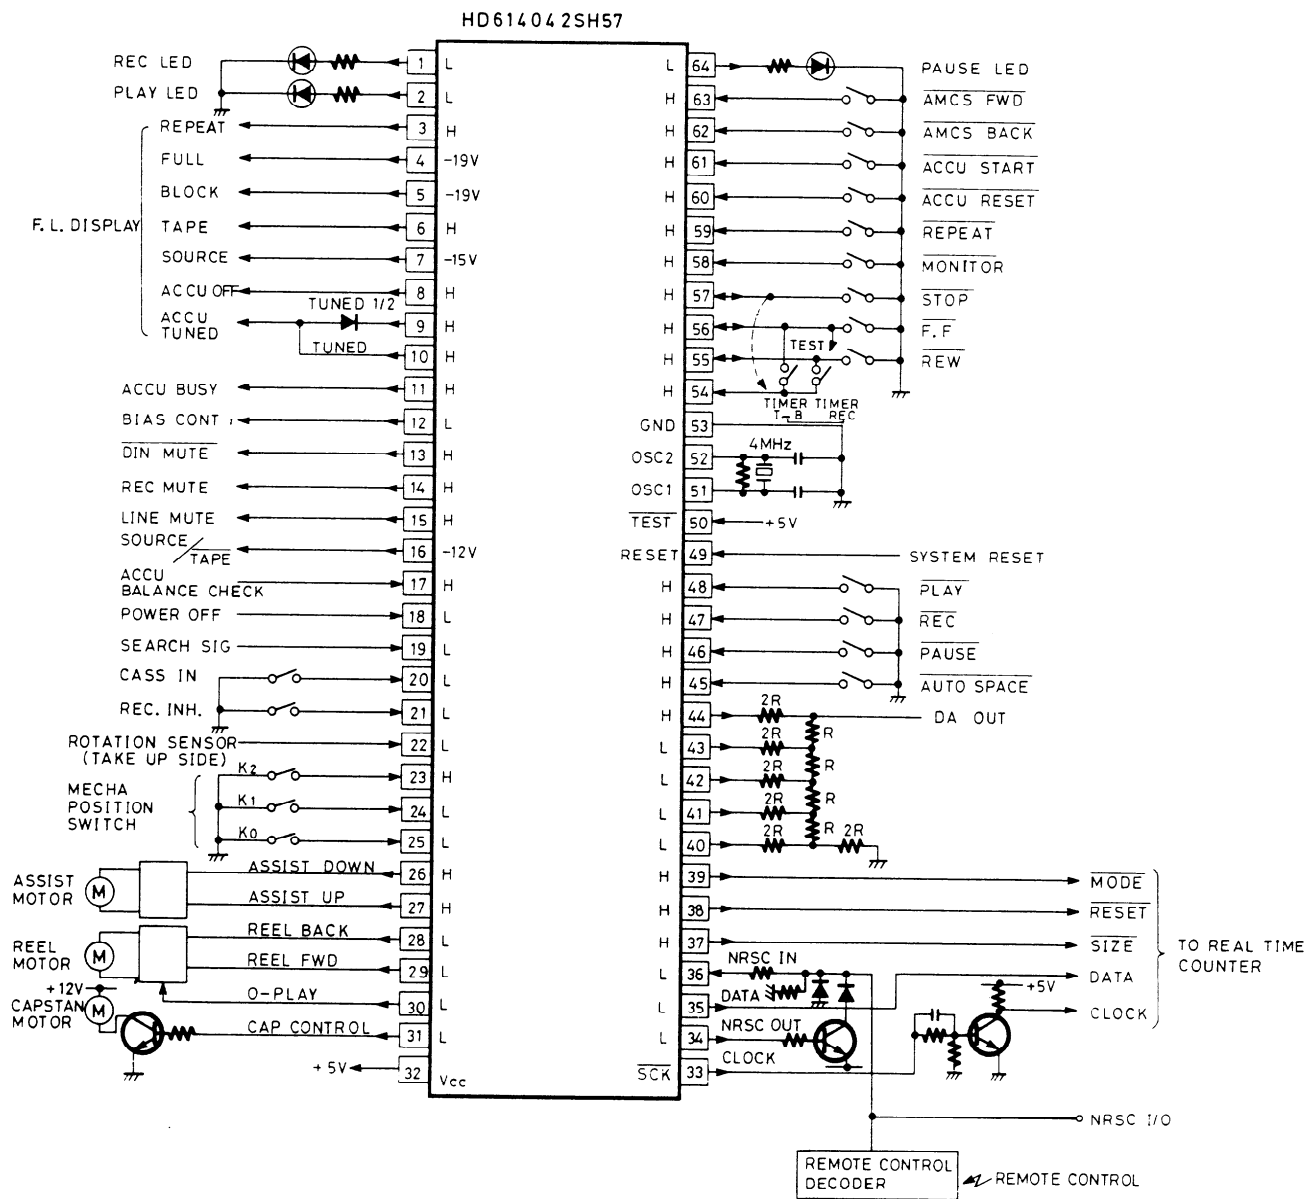 HD614042SH57
REC LED
1
L
PLAY LED
2
L
REPEAT
3
H
FULL
4
-19V
BLOCK
5
-19V
F.L. DISPLAY
TAPE
6
H
SOURCE
7
-15V
ACCU OFF
8
H
ACCU
TUNED
TUNED 1/2
9
H
TUNED
10
H
ACCU BUSY
11
H
BIAS CONT
12
L
DIN MUTE
13
H
REC MUTE
14
H
LINE MUTE
15
H
SOURCE
/TAPE
16
-12V
ACCU
BALANCE CHECK
17
H
POWER OFF
18
L
SEARCH SIG
19
L
CASS IN
20
L
REC. INH.
21
L
ROTATION SENSOR
(TAKE UP SIDE)
22
L
MECHA
POSITION
SWITCH
K2
23
H
K1
24
L
K0
25
L
ASSIST
MOTOR
M
ASSIST DOWN
26
H
ASSIST UP
27
H
REEL
MOTOR
M
REEL BACK
28
L
REEL FWD
29
L
+12V
CAPSTAN
MOTOR
M
O-PLAY
30
L
CAP CONTROL
31
L
+5V
32
Vcc
L
64
PAUSE LED
H
63
AMCS FWD
H
62
AMCS BACK
H
61
ACCU START
H
60
ACCU RESET
H
59
REPEAT
H
58
MONITOR
H
57
STOP
H
56
F.F
TEST
H
55
REW
H
54
TIMER TIMER
T-B REC
GND
53
OSC2
52
4MHz
OSC1
51
TEST
50
+5V
RESET
49
SYSTEM RESET
H
48
PLAY
H
47
REC
H
46
PAUSE
H
45
AUTO SPACE
H
44
2R
DA OUT
R
L
43
2R
R
L
42
2R
R
L
41
2R
R
L
40
2R
2R
H
39
MODE
H
38
RESET
H
37
SIZE
TO REAL TIME
COUNTER
L
36
NRSC IN
DATA
L
35
DATA
+5V
CLOCK
L
34
NRSC OUT
SCK
33
CLOCK
NRSC I/O
REMOTE CONTROL
DECODER
REMOTE CONTROL